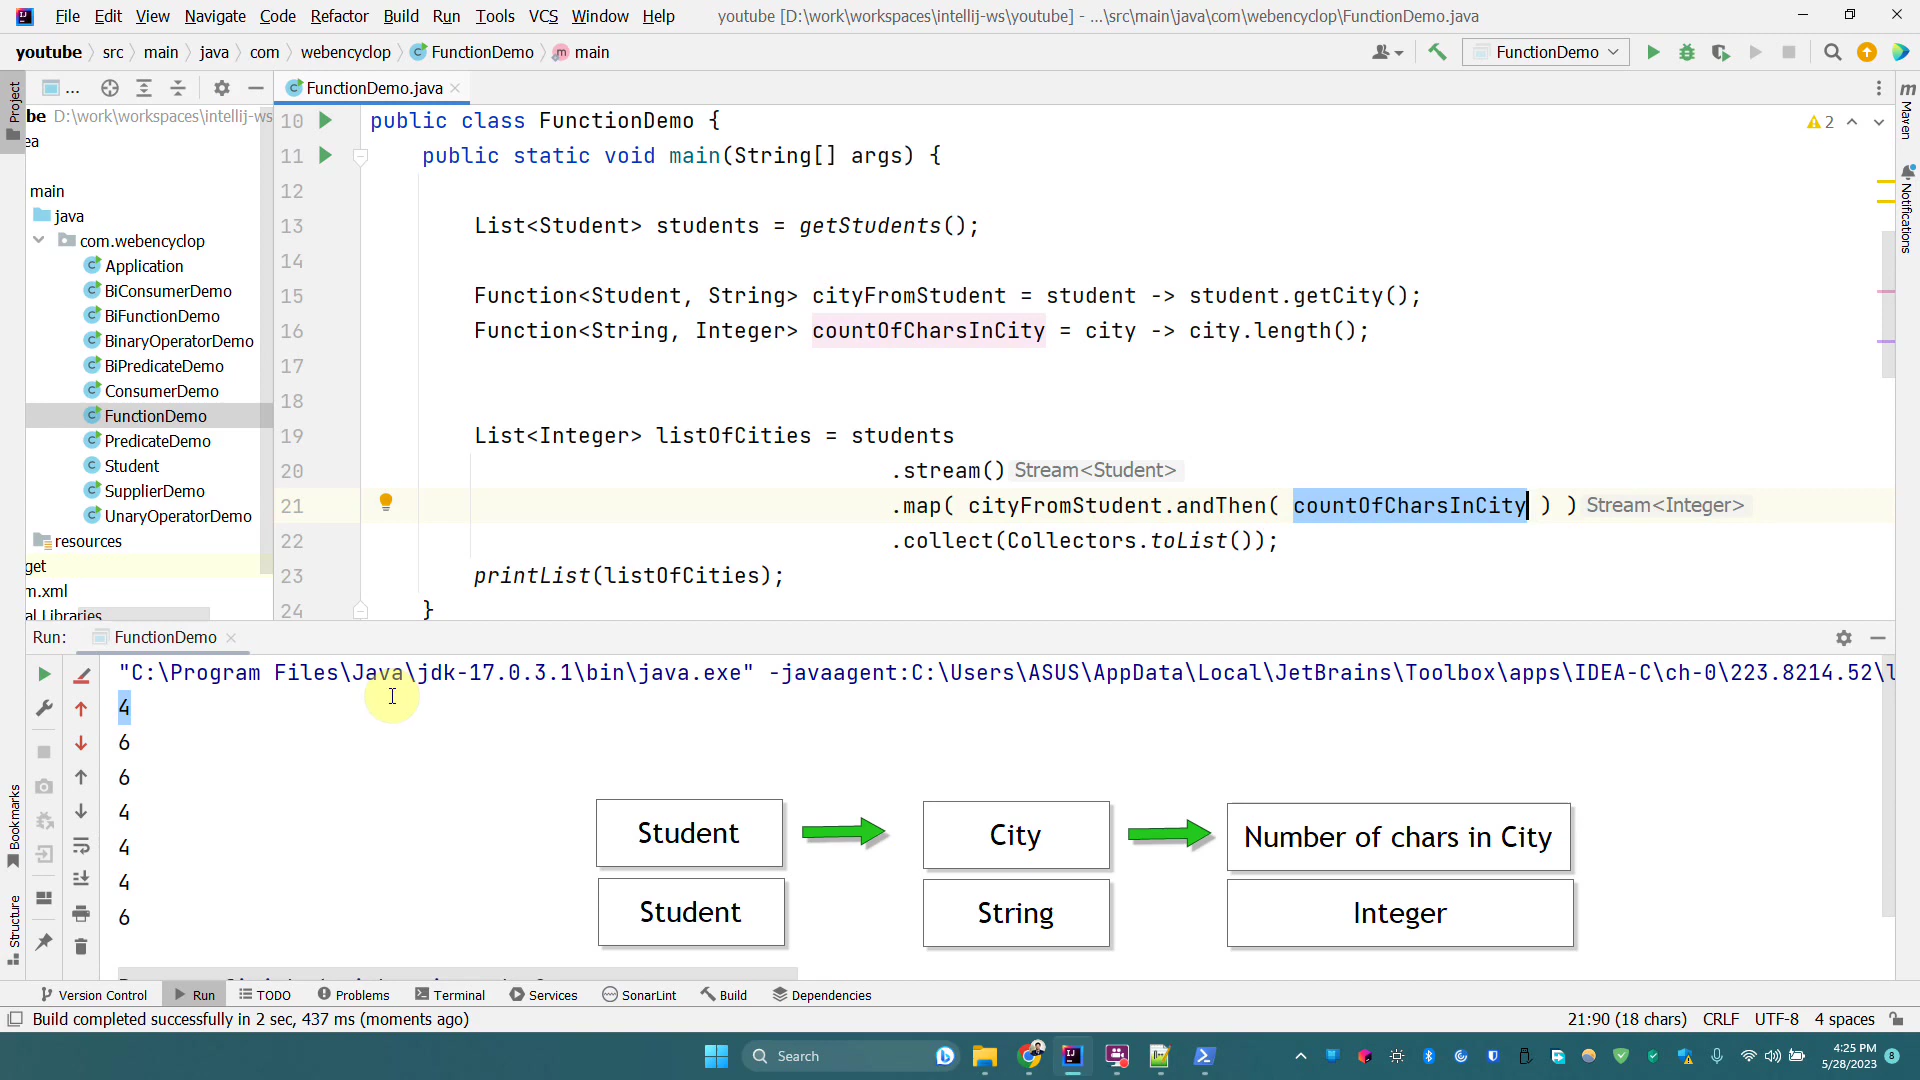 File Edit View Navigate Code Refactor Build Run Tools VCS Window Help youtube [D:\work\workspaces\intellij-ws\youtube] - ...\src\main\java\com\webencyclop\FunctionDemo.java
youtube src main java com webencyclop FunctionDemo main FunctionDemo
Project ... FunctionDemo.java
be D:\work\workspaces\intellij-ws
ea
main
java
com.webencyclop
Application
BiConsumerDemo
BiFunctionDemo
BinaryOperatorDemo
BiPredicateDemo
ConsumerDemo
FunctionDemo
PredicateDemo
Student
SupplierDemo
UnaryOperatorDemo
resources
get
m.xml
al Libraries
10 public class FunctionDemo {
2
11 public static void main(String[] args) {
12
13 List<Student> students = getStudents();
14
15 Function<Student, String> cityFromStudent = student -> student.getCity();
16 Function<String, Integer> countOfCharsInCity = city -> city.length();
17
18
19 List<Integer> listOfCities = students
20 .stream() Stream<Student>
21 .map( cityFromStudent.andThen( countOfCharsInCity ) ) Stream<Integer>
22 .collect(Collectors.toList());
23 printList(listOfCities);
24 }
m Maven
Notifications
Run: FunctionDemo
"C:\Program Files\Java\jdk-17.0.3.1\bin\java.exe" -javaagent:C:\Users\ASUS\AppData\Local\JetBrains\Toolbox\apps\IDEA-C\ch-0\223.8214.52\l
4
6
6
4
4
4
6
Student City Number of chars in City
Student String Integer
Bookmarks
Structure
Version Control Run TODO Problems Terminal Services SonarLint Build Dependencies
Build completed successfully in 2 sec, 437 ms (moments ago) 21:90 (18 chars) CRLF UTF-8 4 spaces
Search
4:25 PM
5/28/2023
8